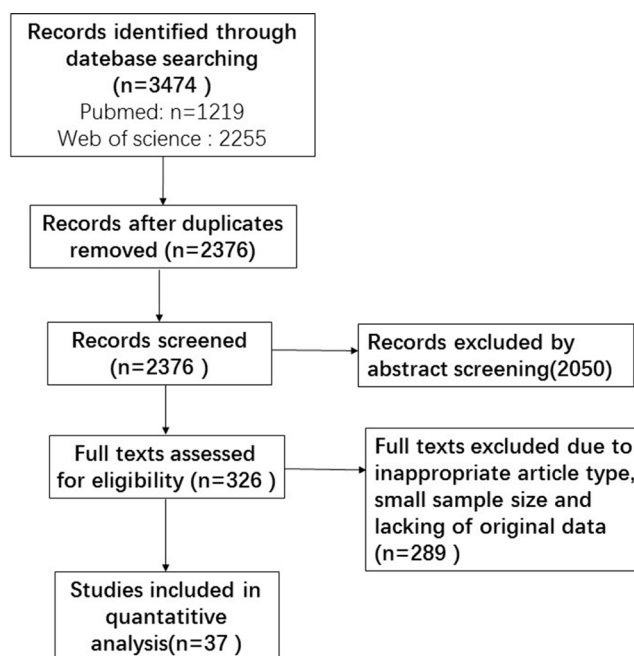 Records identified through
datebase searching
(n=3474 )
Pubmed: n=1219
Web of science : 2255
Records after duplicates
removed (n=2376)
Records screened
(n=2376 )
Records excluded by
abstract screening(2050)
Full texts assessed
for eligibility (n=326 )
Full texts excluded due to
inappropriate article type,
small sample size and
lacking of original data
(n=289 )
Studies included in
quantatitive
analysis(n=37 )